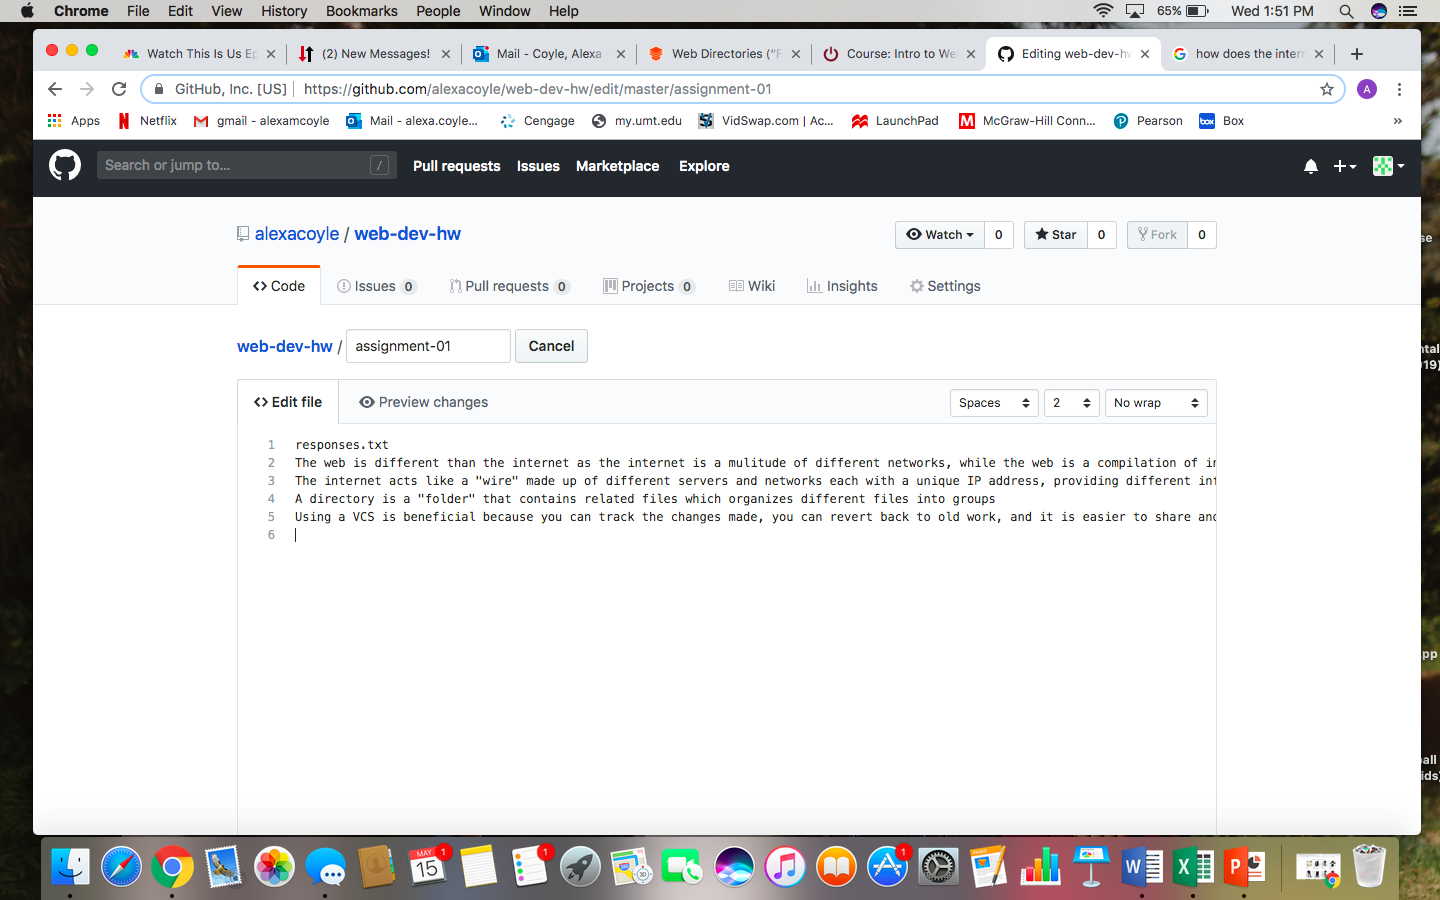 Chrome File Edit View History Bookmarks People Window Help 65% Wed 1:51 PM
Watch This Is Us Ep (2) New Messages! Mail - Coyle, Alexa Web Directories ("F Course: Intro to We Editing web-dev-hw how does the intern
GitHub, Inc. [US] https://github.com/alexacoyle/web-dev-hw/edit/master/assignment-01 A
Apps Netflix gmail - alexamcoyle Mail - alexa.coyle... Cengage my.umt.edu VidSwap.com | Ac... LaunchPad McGraw-Hill Conn... Pearson box Box »
Search or jump to... / Pull requests Issues Marketplace Explore
alexacoyle / web-dev-hw Watch 0 Star 0 Fork 0
Code Issues 0 Pull requests 0 Projects 0 Wiki Insights Settings
web-dev-hw / assignment-01 Cancel
Edit file Preview changes Spaces 2 No wrap
1 responses.txt
2 The web is different than the internet as the internet is a mulitude of different networks, while the web is a compilation of in
3 The internet acts like a "wire" made up of different servers and networks each with a unique IP address, providing different inf
4 A directory is a "folder" that contains related files which organizes different files into groups
5 Using a VCS is beneficial because you can track the changes made, you can revert back to old work, and it is easier to share and
6
se
ntal
19)
pp
all
ids)
MAY 15 1 1 3D 1 PAGES W X P